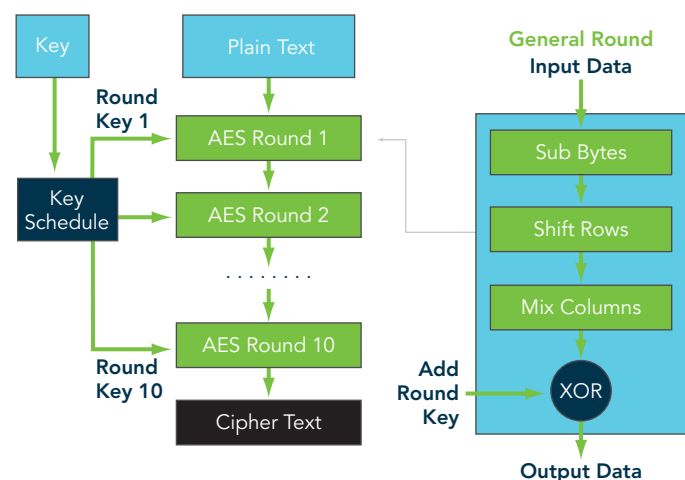 Key
Plain Text
General Round
Input Data
Round
Key 1
AES Round 1
Sub Bytes
Key
Schedule
AES Round 2
Shift Rows
. . . . . . . .
Mix Columns
AES Round 10
Round
Key 10
Add
Round
Key
XOR
Cipher Text
Output Data